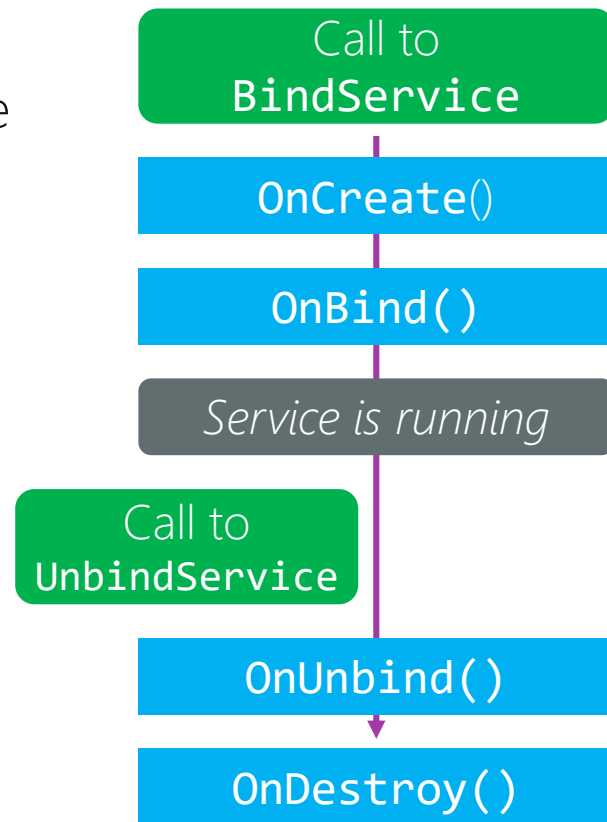 Call to
BindService
e
OnCreate()
OnBind()
Service is running
Call to
UnbindService
OnUnbind()
OnDestroy()